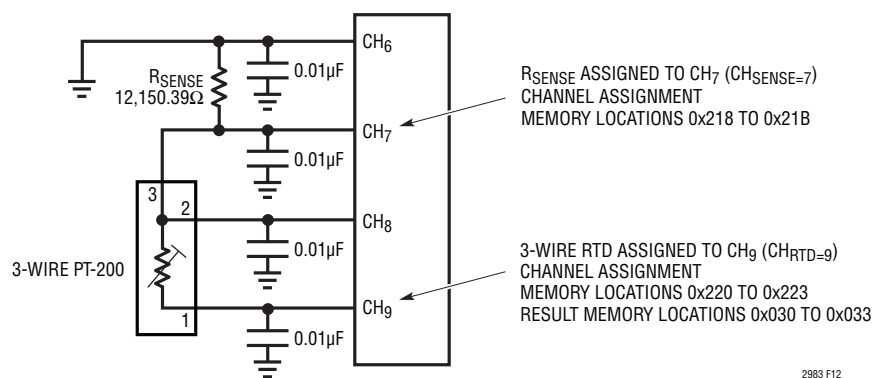 CH6
0.01µF
RSENSE
12,150.39Ω
CH7
0.01µF
3
2
CH8
0.01µF
3-WIRE PT-200
1
CH9
0.01µF
RSENSE ASSIGNED TO CH7 (CHSENSE=7)
CHANNEL ASSIGNMENT
MEMORY LOCATIONS 0x218 TO 0x21B
3-WIRE RTD ASSIGNED TO CH9 (CHRTD=9)
CHANNEL ASSIGNMENT
MEMORY LOCATIONS 0x220 TO 0x223
RESULT MEMORY LOCATIONS 0x030 TO 0x033
2983 F12